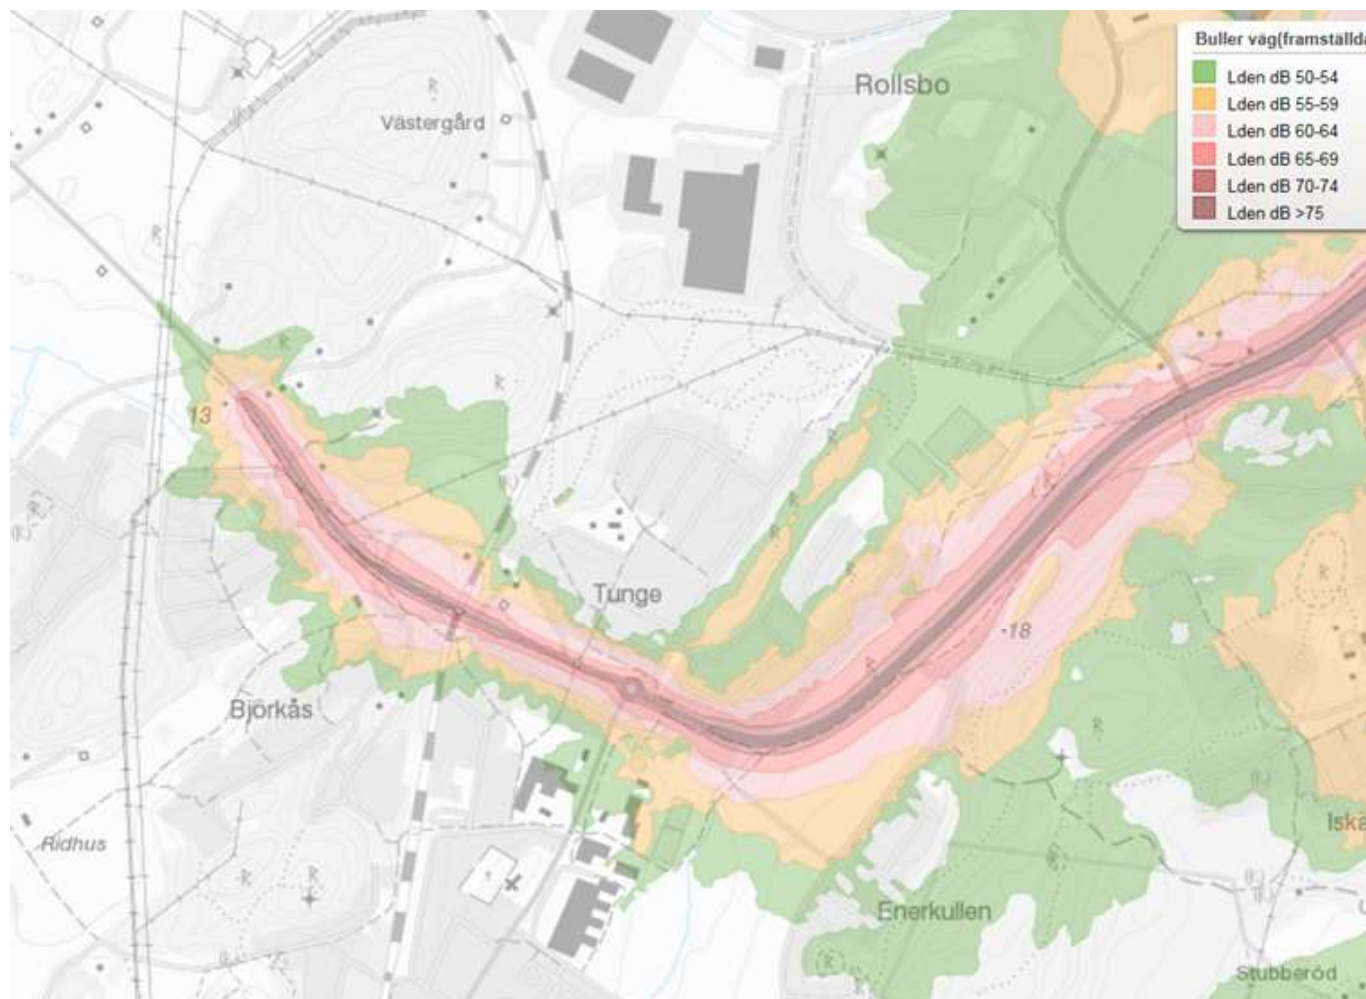 Buller väg(framställda
Lden dB 50-54
Lden dB 55-59
Lden dB 60-64
Lden dB 65-69
Lden dB 70-74
Lden dB >75
Rollsbo
Västergård
13
Tunge
-18
Björkås
Ridhus
Iska
Enerkullen
Stubberöd